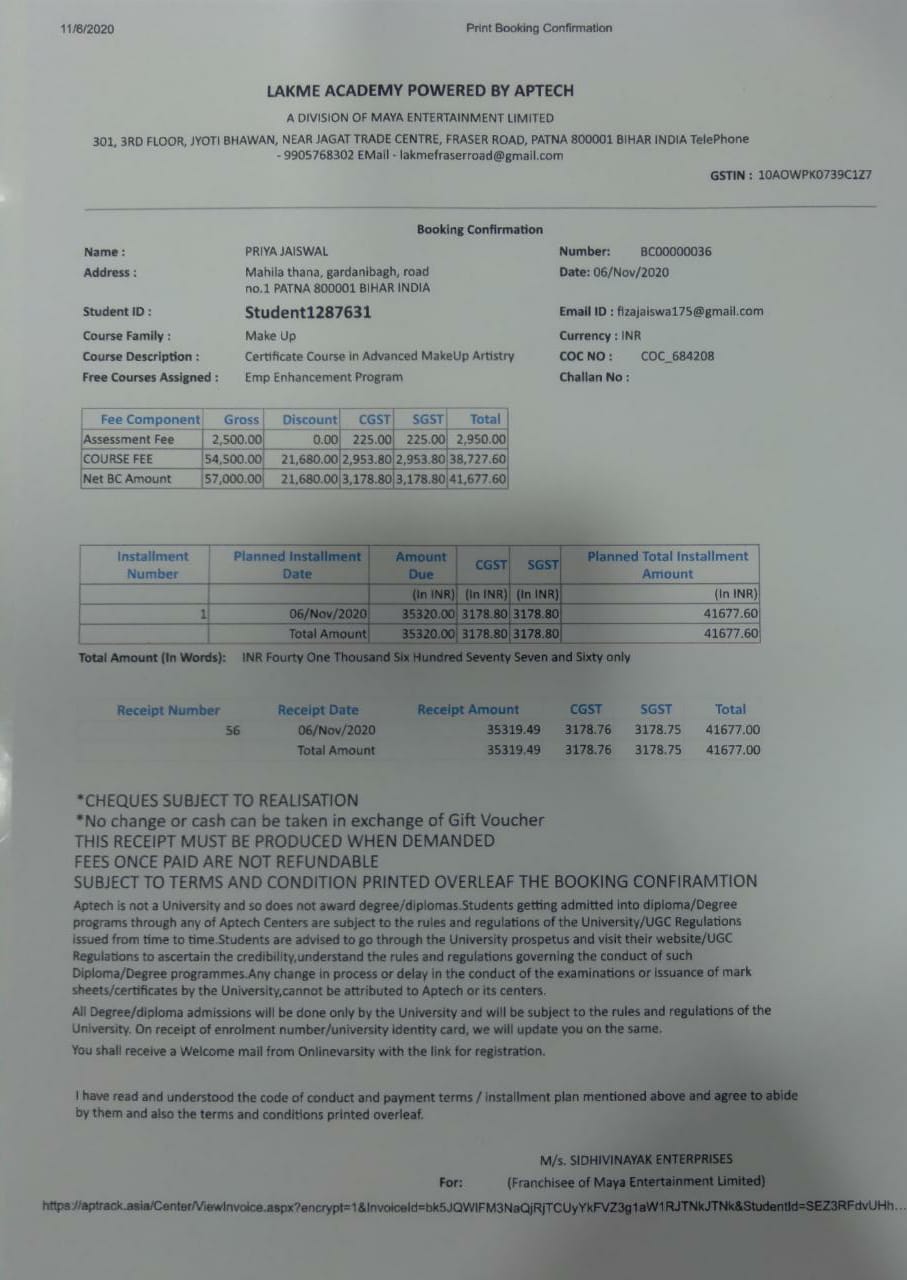 11/6/2020 Print Booking Confirmation
LAKME ACADEMY POWERED BY APTECH
A DIVISION OF MAYA ENTERTAINMENT LIMITED
301, 3RD FLOOR, JYOTI BHAWAN, NEAR JAGAT TRADE CENTRE, FRASER ROAD, PATNA 800001 BIHAR INDIA TelePhone
- 9905768302 EMail - lakmefraserroad@gmail.com
GSTIN : 10AOWPK0739C1Z7
Booking Confirmation
Name : PRIYA JAISWAL Number: BC00000036
Address : Mahila thana, gardanibagh, road Date: 06/Nov/2020
no.1 PATNA 800001 BIHAR INDIA
Student ID : Student1287631 Email ID : fizajaiswa175@gmail.com
Course Family : Make Up Currency : INR
Course Description : Certificate Course in Advanced MakeUp Artistry COC NO : COC_684208
Free Courses Assigned : Emp Enhancement Program Challan No :
Fee Component Gross Discount CGST SGST Total
Assessment Fee 2,500.00 0.00 225.00 225.00 2,950.00
COURSE FEE 54,500.00 21,680.00 2,953.80 2,953.80 38,727.60
Net BC Amount 57,000.00 21,680.00 3,178.80 3,178.80 41,677.60
Installment Planned Installment Amount CGST SGST Planned Total Installment
Number Date Due Amount
(In INR) (In INR) (In INR) (In INR)
1 06/Nov/2020 35320.00 3178.80 3178.80 41677.60
Total Amount 35320.00 3178.80 3178.80 41677.60
Total Amount (In Words): INR Fourty One Thousand Six Hundred Seventy Seven and Sixty only
Receipt Number Receipt Date Receipt Amount CGST SGST Total
56 06/Nov/2020 35319.49 3178.76 3178.75 41677.00
Total Amount 35319.49 3178.76 3178.75 41677.00
*CHEQUES SUBJECT TO REALISATION
*No change or cash can be taken in exchange of Gift Voucher
THIS RECEIPT MUST BE PRODUCED WHEN DEMANDED
FEES ONCE PAID ARE NOT REFUNDABLE
SUBJECT TO TERMS AND CONDITION PRINTED OVERLEAF THE BOOKING CONFIRAMTION
Aptech is not a University and so does not award degree/diplomas.Students getting admitted into diploma/Degree
programs through any of Aptech Centers are subject to the rules and regulations of the University/UGC Regulations
issued from time to time.Students are advised to go through the University prospetus and visit their website/UGC
Regulations to ascertain the credibility,understand the rules and regulations governing the conduct of such
Diploma/Degree programmes.Any change in process or delay in the conduct of the examinations or issuance of mark
sheets/certificates by the University,cannot be attributed to Aptech or its centers.
All Degree/diploma admissions will be done only by the University and will be subject to the rules and regulations of the
University. On receipt of enrolment number/university identity card, we will update you on the same.
You shall receive a Welcome mail from Onlinevarsity with the link for registration.
I have read and understood the code of conduct and payment terms / installment plan mentioned above and agree to abide
by them and also the terms and conditions printed overleaf.
M/s. SIDHIVINAYAK ENTERPRISES
For: (Franchisee of Maya Entertainment Limited)
https://aptrack.asia/Center/ViewInvoice.aspx?encrypt=1&InvoiceId=bk5JQWIFM3NaQjRjTCUyYkFVZ3g1aW1RJTNkJTNk&StudentId=SEZ3RFdvUHh...